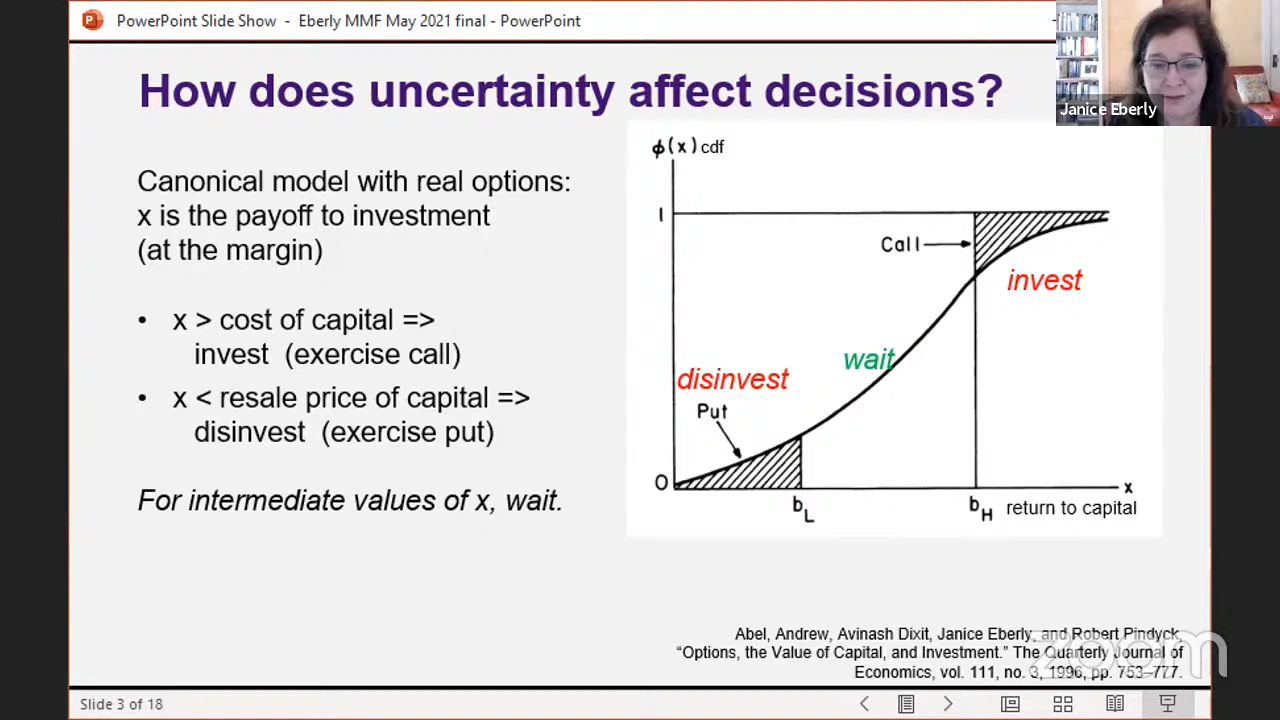 PowerPoint Slide Show - Eberly MMF May 2021 final - PowerPoint
Janice Eberly
How does uncertainty affect decisions?
Canonical model with real options:
x is the payoff to investment
(at the margin)
• x > cost of capital =>
invest (exercise call)
• x < resale price of capital =>
disinvest (exercise put)
For intermediate values of x, wait.
ϕ(x) cdf
1
Call
invest
wait
disinvest
Put
0
bL
bH
x
return to capital
Abel, Andrew, Avinash Dixit, Janice Eberly, and Robert Pindyck,
“Options, the Value of Capital, and Investment.” The Quarterly Journal of
Economics, vol. 111, no. 3, 1996, pp. 753–777.
zoom
Slide 3 of 18